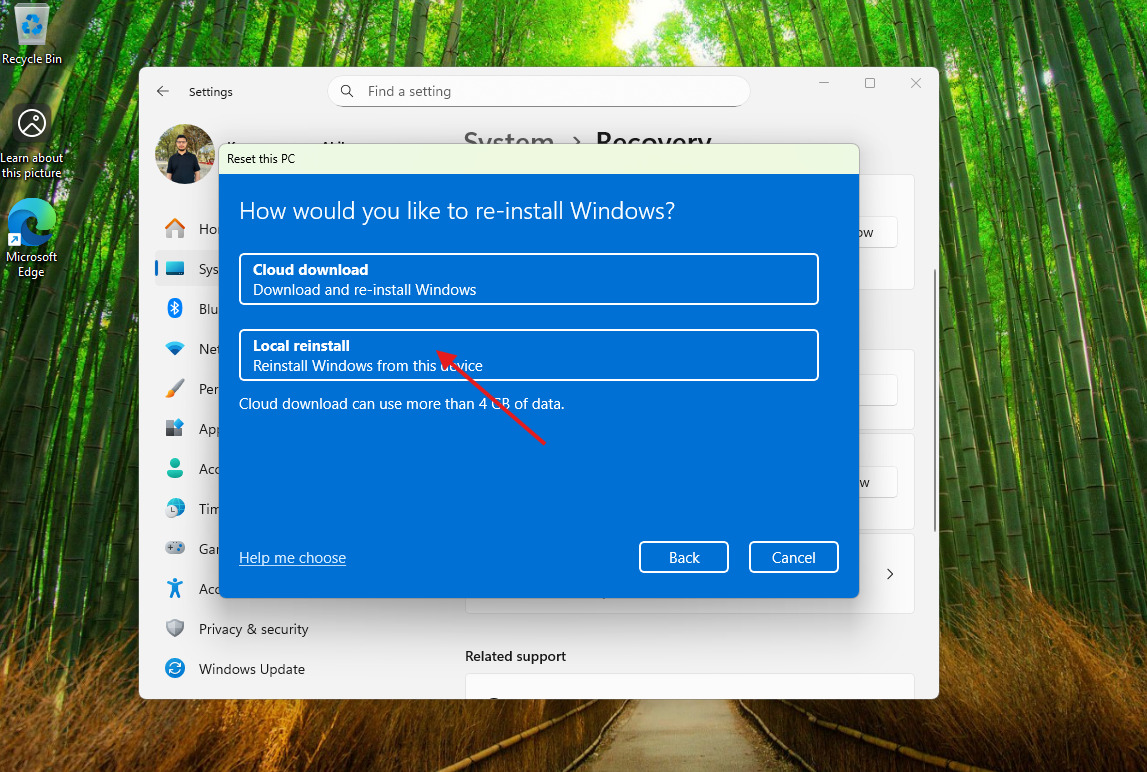 Recycle Bin
Learn about
this picture
Microsoft
Edge
Settings
Find a setting
System > Recovery
Reset this PC
How would you like to re-install Windows?
Cloud download
Download and re-install Windows
Local reinstall
Reinstall Windows from this device
Cloud download can use more than 4 GB of data.
Help me choose
Back
Cancel
Privacy & security
Windows Update
Related support